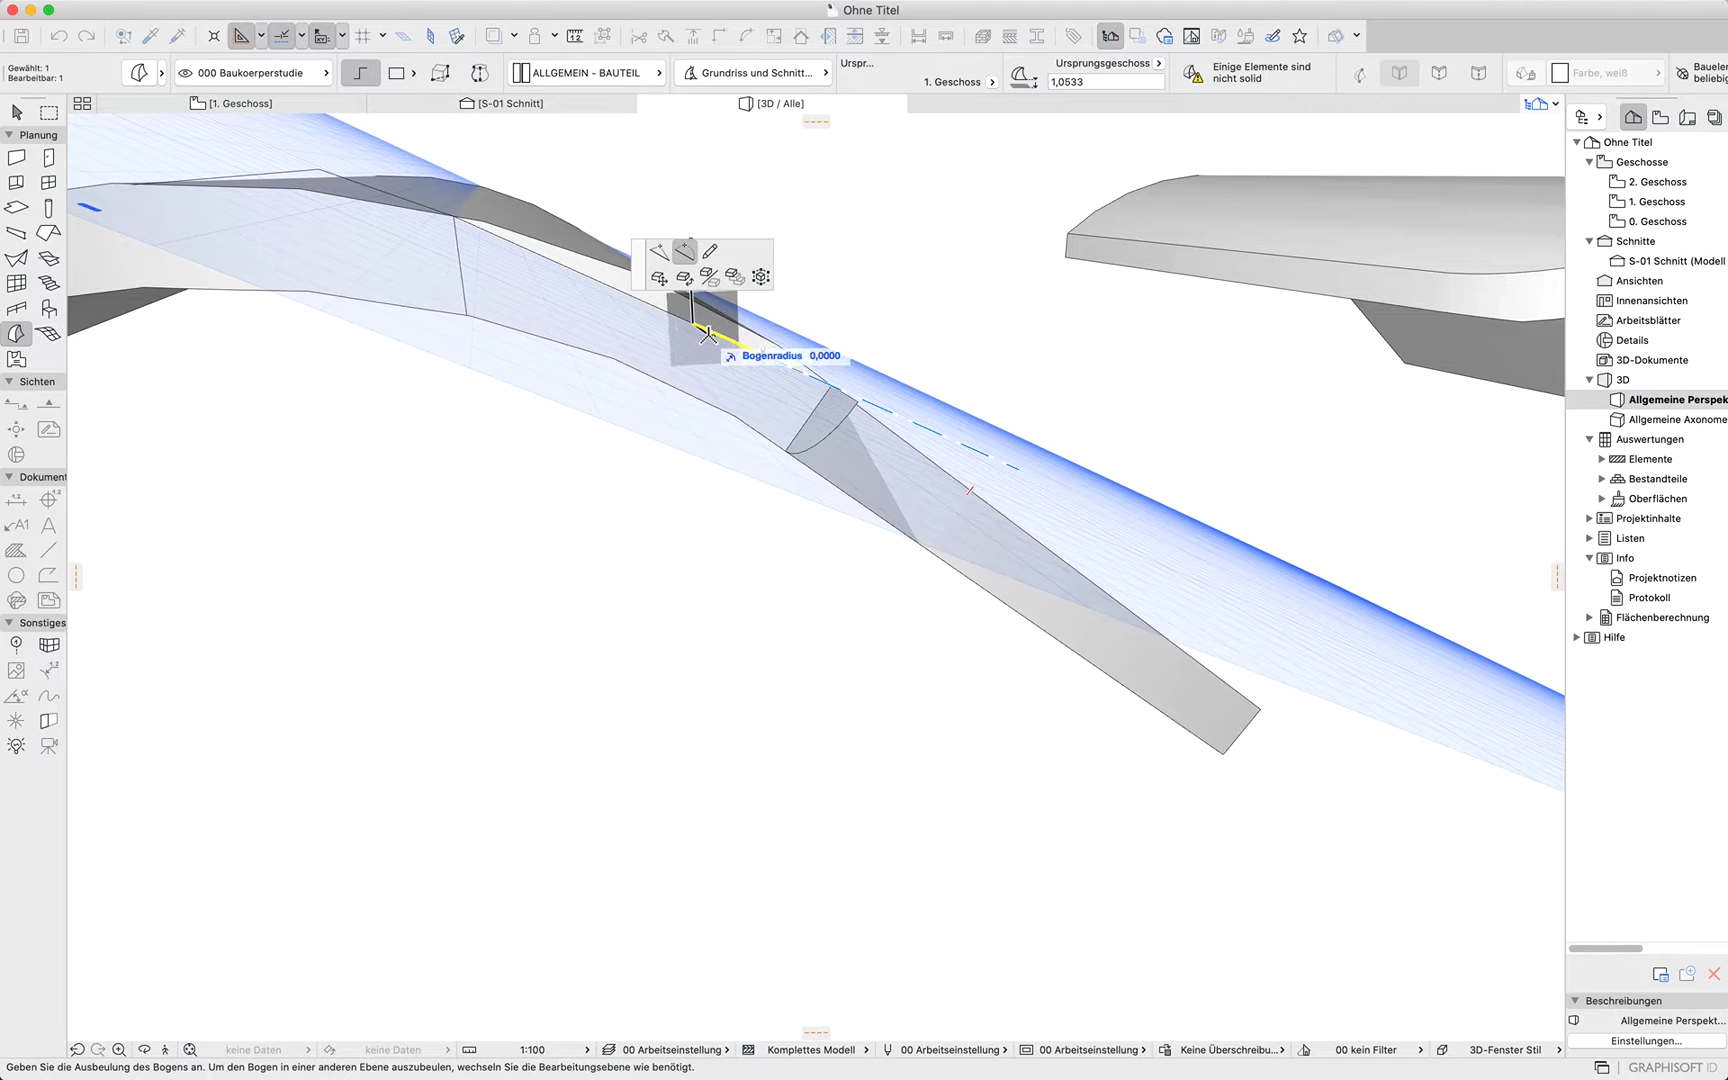 Ohne Titel
Gewählt: 1
Bearbeitbar: 1
000 Baukoerperstudie
ALLGEMEIN - BAUTEIL
Grundriss und Schnitt...
Urspr...
1. Geschoss
Ursprungsgeschoss
1,0533
Einige Elemente sind
nicht solid
Farbe, weiß
Baueler
beliebig
[1. Geschoss]
[S-01 Schnitt]
[3D / Alle]
Planung
Sichten
Dokument
Sonstiges
Bogenradius 0,0000
Ohne Titel
Geschosse
2. Geschoss
1. Geschoss
0. Geschoss
Schnitte
S-01 Schnitt (Modell
Ansichten
Innenansichten
Arbeitsblätter
Details
3D-Dokumente
3D
Allgemeine Perspek
Allgemeine Axonome
Auswertungen
Elemente
Bestandteile
Oberflächen
Projektinhalte
Listen
Info
Projektnotizen
Protokoll
Flächenberechnung
Hilfe
Beschreibungen
Allgemeine Perspekt...
Einstellungen...
keine Daten
keine Daten
1:100
00 Arbeitseinstellung
Komplettes Modell
00 Arbeitseinstellung
00 Arbeitseinstellung
Keine Überschreibu...
00 kein Filter
3D-Fenster Stil
Geben Sie die Ausbeulung des Bogens an. Um den Bogen in einer anderen Ebene auszubeulen, wechseln Sie die Bearbeitungsebene wie benötigt.
GRAPHISOFT ID